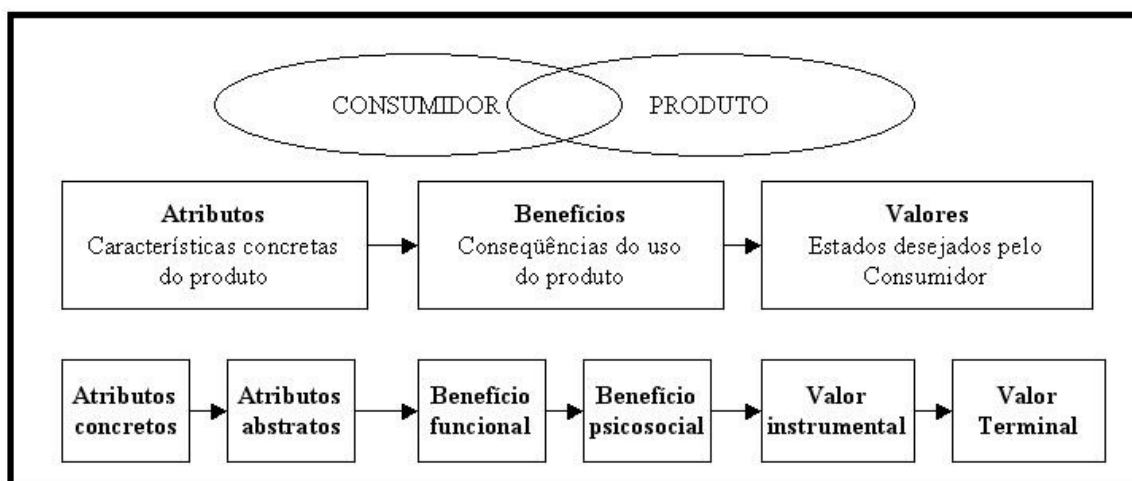 CONSUMIDOR PRODUTO
Atributos
Características concretas
do produto
Benefícios
Conseqüências do uso
do produto
Valores
Estados desejados pelo
Consumidor
Atributos
concretos
Atributos
abstratos
Benefício
funcional
Benefício
psicosocial
Valor
instrumental
Valor
Terminal